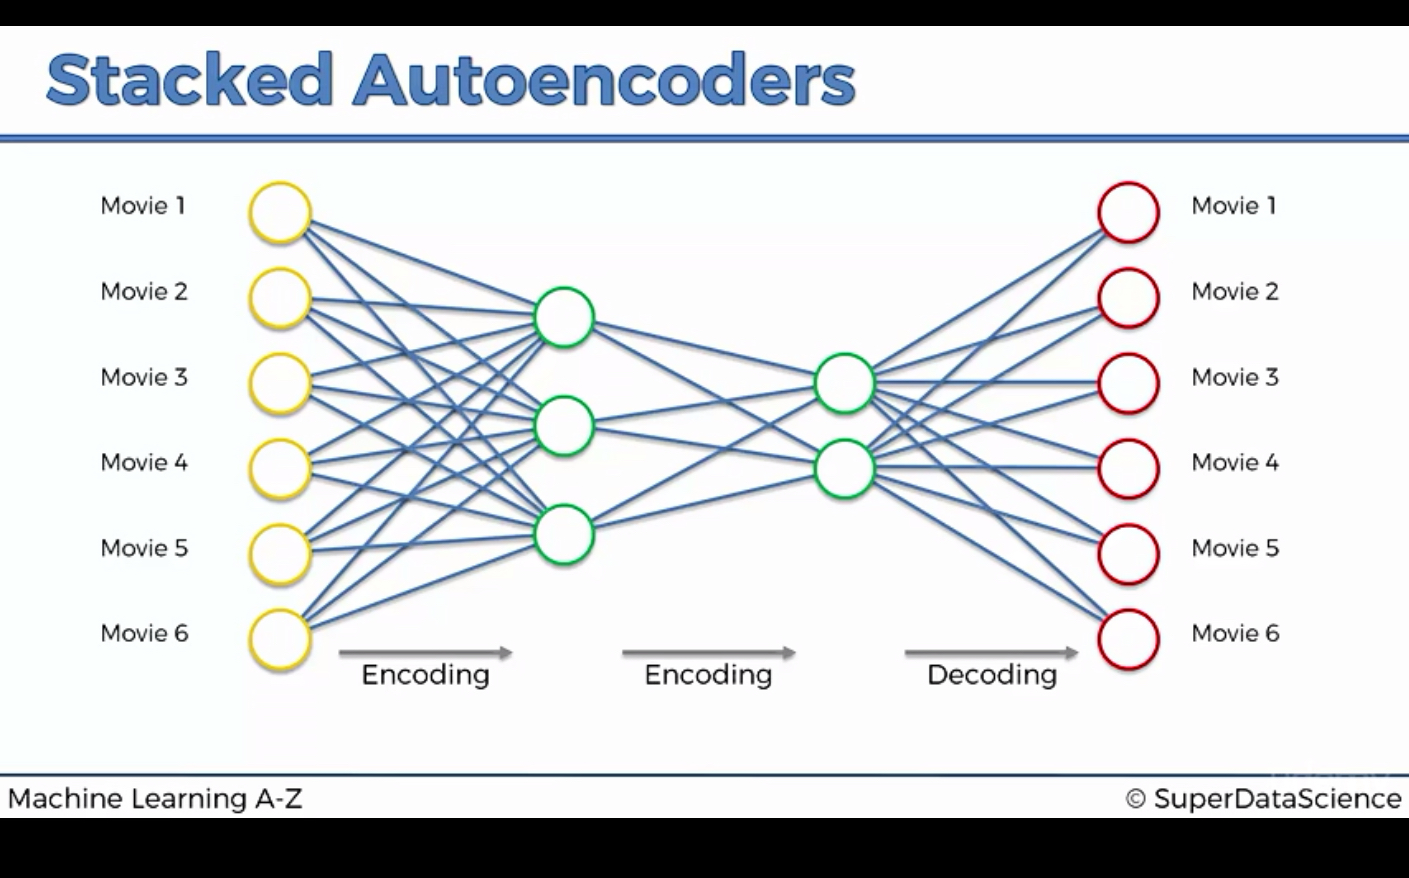 Stacked Autoencoders
Movie 1
Movie 2
Movie 3
Movie 4
Movie 5
Movie 6
Movie 1
Movie 2
Movie 3
Movie 4
Movie 5
Movie 6
Encoding
Encoding
Decoding
Machine Learning A-Z
© SuperDataScience